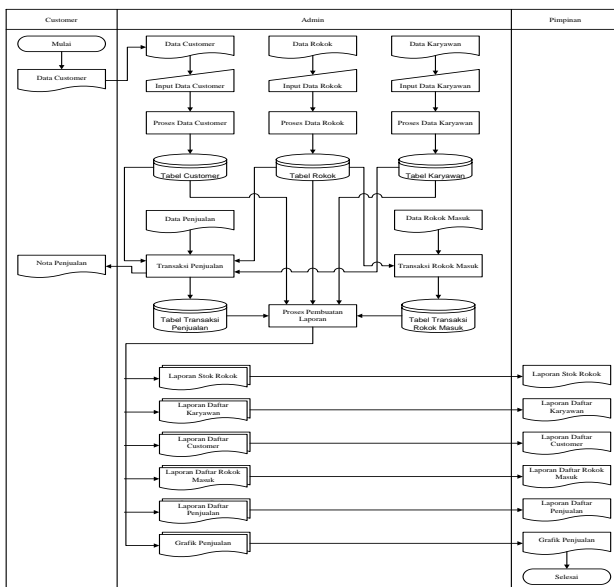 Customer
Admin
Pimpinan
Mulai
Data Customer
Data Rokok
Data Karyawan
Data Customer
Input Data Customer
Input Data Rokok
Input Data Karyawan
Proses Data Customer
Proses Data Rokok
Proses Data Karyawan
Tabel Customer
Tabel Rokok
Tabel Karyawan
Data Penjualan
Data Rokok Masuk
Nota Penjualan
Transaksi Penjualan
Transaksi Rokok Masuk
Tabel Transaksi
Penjualan
Proses Pembuatan
Laporan
Tabel Transaksi
Rokok Masuk
Laporan Stok Rokok
Laporan Stok Rokok
Laporan Daftar
Karyawan
Laporan Daftar
Karyawan
Laporan Daftar
Customer
Laporan Daftar
Customer
Laporan Daftar Rokok
Masuk
Laporan Daftar Rokok
Masuk
Laporan Daftar
Penjualan
Laporan Daftar
Penjualan
Grafik Penjualan
Grafik Penjualan
Selesai